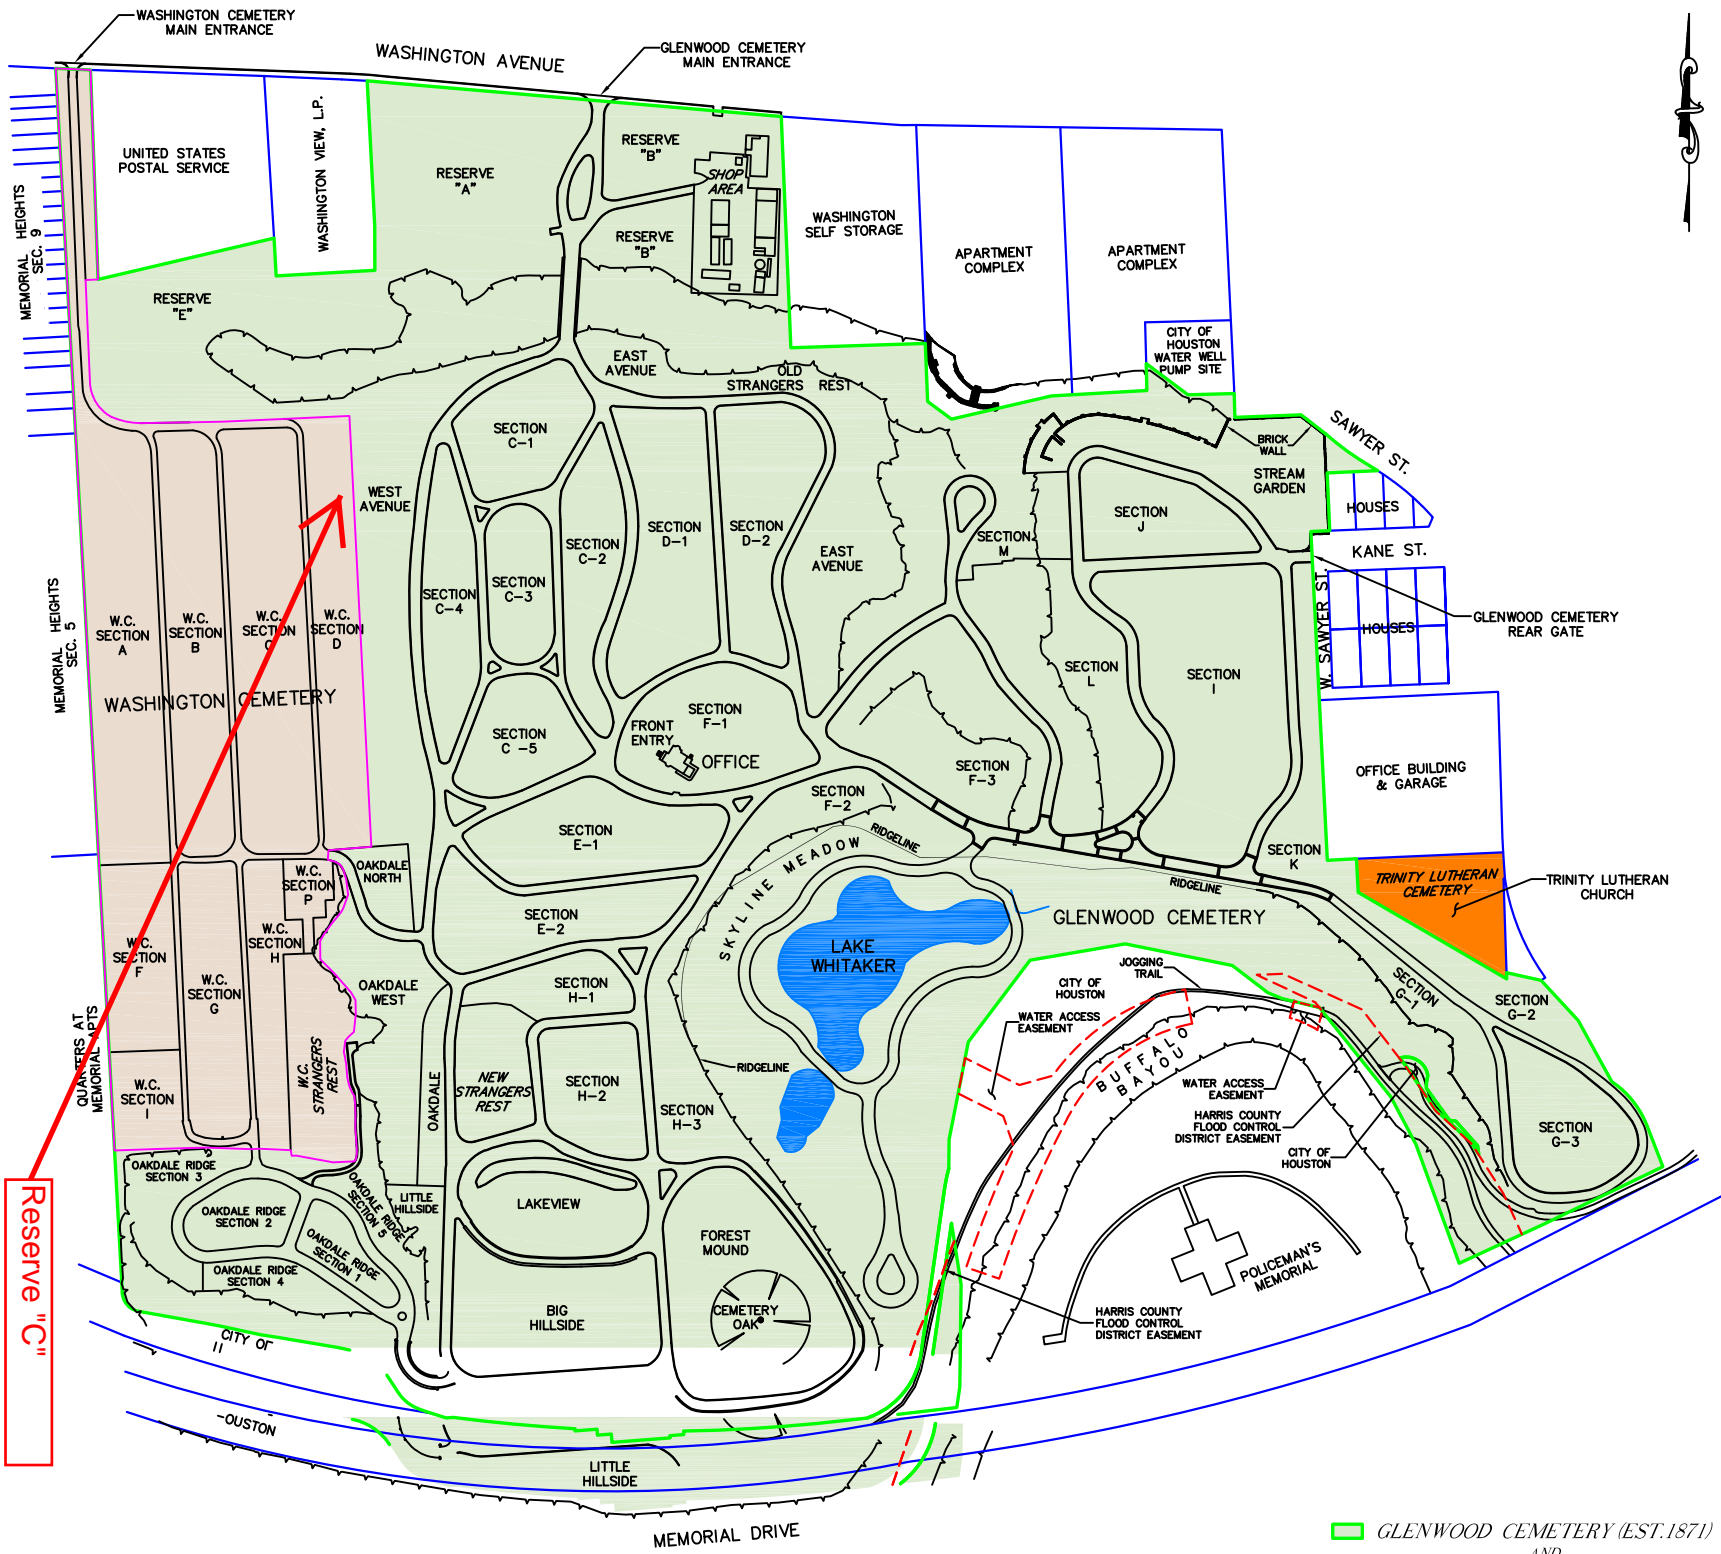 WASHINGTON CEMETERY
MAIN ENTRANCE
WASHINGTON AVENUE
GLENWOOD CEMETERY
MAIN ENTRANCE
UNITED STATES
POSTAL SERVICE
WASHINGTON VIEW, L.P.
RESERVE
"A"
RESERVE
"B"
SHOP
AREA
RESERVE
"B"
WASHINGTON
SELF STORAGE
APARTMENT
COMPLEX
APARTMENT
COMPLEX
MEMORIAL HEIGHTS
SEC. 9
RESERVE
"E"
CITY OF
HOUSTON
WATER WELL
PUMP SITE
EAST
AVENUE
OLD
STRANGERS REST
SAWYER ST.
BRICK
WALL
STREAM
GARDEN
SECTION
C-1
WEST
AVENUE
SECTION
D-1
SECTION
D-2
SECTION
C-2
SECTION
C-3
SECTION
C-4
EAST
AVENUE
SECTION
M
SECTION
J
HOUSES
KANE ST.
W. SAWYER ST.
HOUSES
GLENWOOD CEMETERY
REAR GATE
MEMORIAL HEIGHTS
SEC. 5
W.C.
SECTION
A
W.C.
SECTION
B
W.C.
SECTION
C
W.C.
SECTION
D
WASHINGTON CEMETERY
SECTION
L
SECTION
I
SECTION
F-1
FRONT
ENTRY
OFFICE
SECTION
C -5
SECTION
F-3
SECTION
F-2
OFFICE BUILDING
& GARAGE
SECTION
E-1
RIDGELINE
SKYLINE MEADOW
SECTION
K
RIDGELINE
OAKDALE
NORTH
W.C.
SECTION
P
TRINITY LUTHERAN
CEMETERY
TRINITY LUTHERAN
CHURCH
SECTION
E-2
GLENWOOD CEMETERY
W.C.
SECTION
F
W.C.
SECTION
H
W.C.
SECTION
G
LAKE
WHITAKER
OAKDALE
WEST
SECTION
H-1
JOGGING
TRAIL
CITY OF
HOUSTON
WATER ACCESS
EASEMENT
SECTION
G-1
SECTION
G-2
BUFFALO
BAYOU
RIDGELINE
QUARTERS AT
MEMORIAL APTS
W.C.
SECTION
I
W.C.
STRANGERS
REST
OAKDALE
NEW
STRANGERS
REST
SECTION
H-2
SECTION
H-3
WATER ACCESS
EASEMENT
HARRIS COUNTY
FLOOD CONTROL
DISTRICT EASEMENT
CITY OF
HOUSTON
SECTION
G-3
OAKDALE RIDGE
SECTION 3
OAKDALE RIDGE
SECTION 2
OAKDALE RIDGE
SECTION 5
OAKDALE RIDGE
SECTION 1
OAKDALE RIDGE
SECTION 4
LITTLE
HILLSIDE
LAKEVIEW
FOREST
MOUND
POLICEMAN'S
MEMORIAL
BIG
HILLSIDE
CEMETERY
OAK
HARRIS COUNTY
FLOOD CONTROL
DISTRICT EASEMENT
Reserve "C"
CITY OF
OUSTON
LITTLE
HILLSIDE
MEMORIAL DRIVE
GLENWOOD CEMETERY (EST.1871)
AND